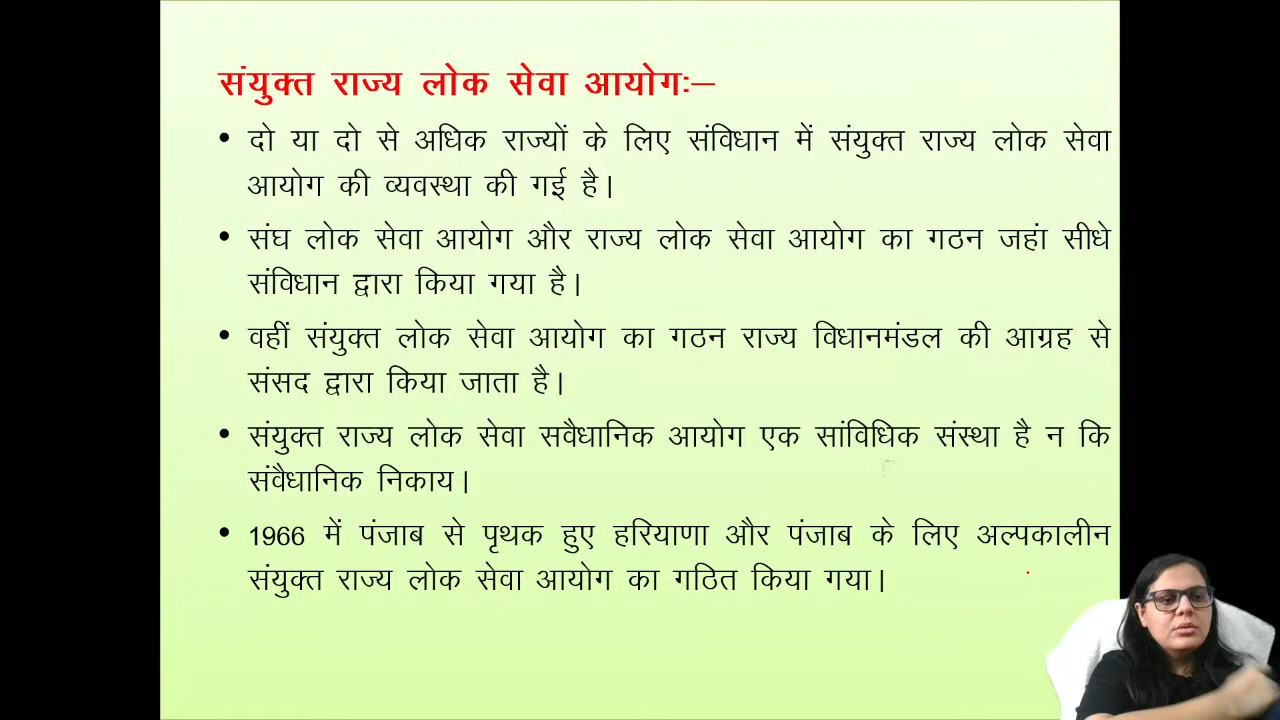 संयुक्त राज्य लोक सेवा आयोगः–
• दो या दो से अधिक राज्यों के लिए संविधान में संयुक्त राज्य लोक सेवा
आयोग की व्यवस्था की गई है।
• संघ लोक सेवा आयोग और राज्य लोक सेवा आयोग का गठन जहां सीधे
संविधान द्वारा किया गया है।
• वहीं संयुक्त लोक सेवा आयोग का गठन राज्य विधानमंडल की आग्रह से
संसद द्वारा किया जाता है।
• संयुक्त राज्य लोक सेवा सवैधानिक आयोग एक सांविधिक संस्था है न कि
संवैधानिक निकाय।
• 1966 में पंजाब से पृथक हुए हरियाणा और पंजाब के लिए अल्पकालीन
संयुक्त राज्य लोक सेवा आयोग का गठित किया गया।